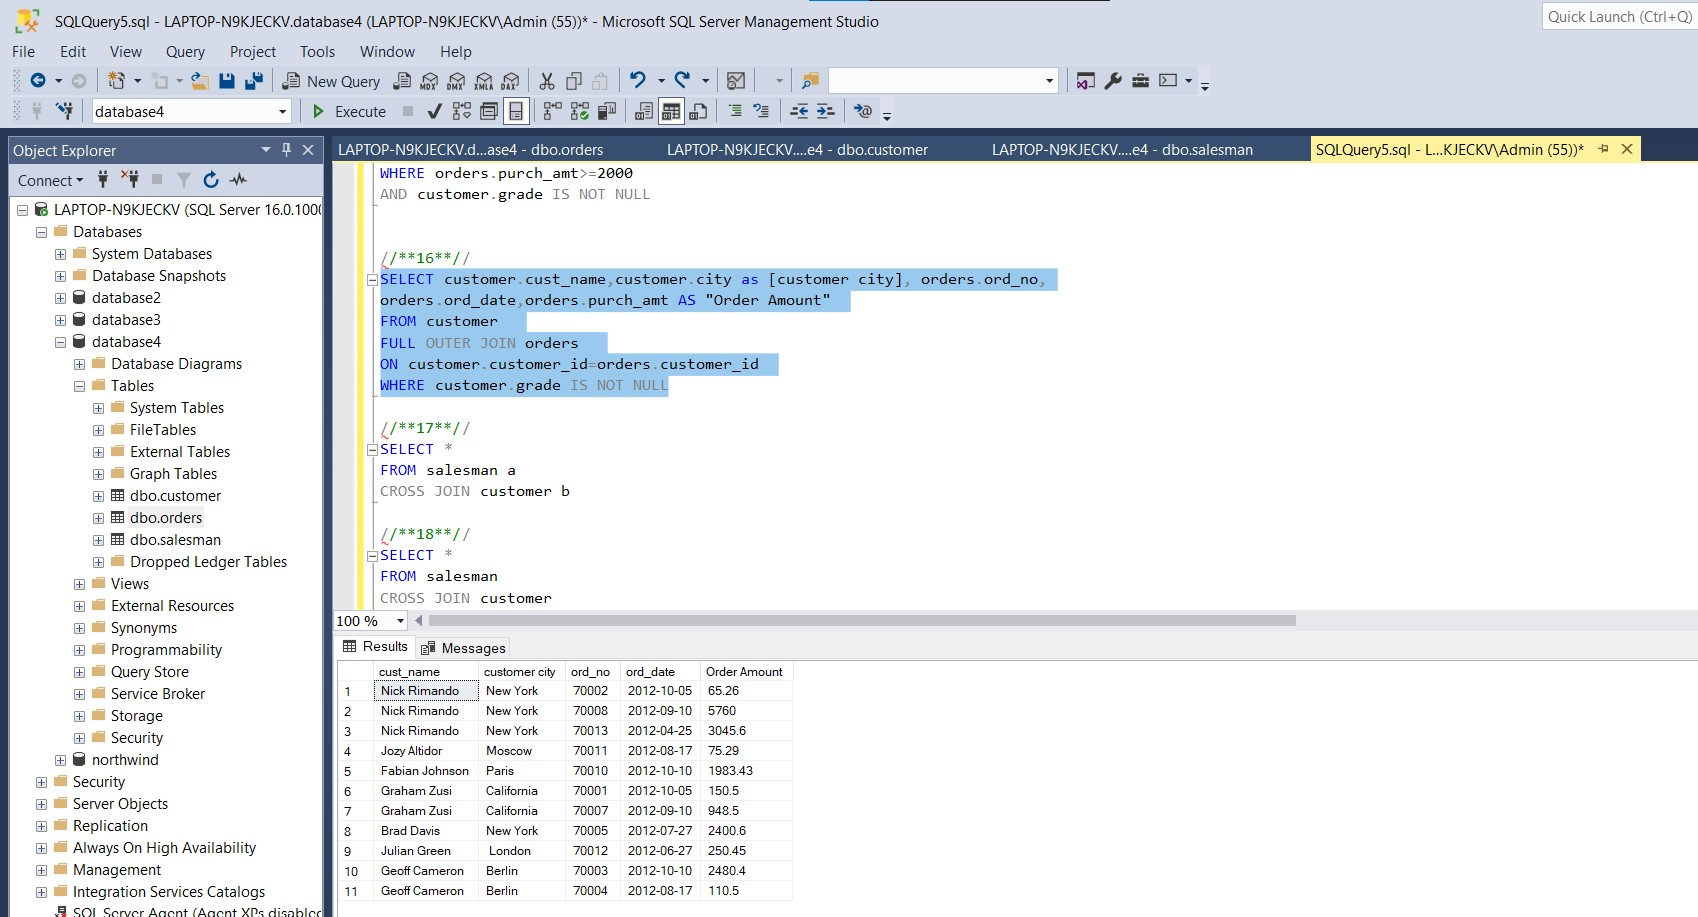 SQLQuery5.sql - LAPTOP-N9KJECKV.database4 (LAPTOP-N9KJECKV\Admin (55))* - Microsoft SQL Server Management Studio
Quick Launch (Ctrl+Q)
File Edit View Query Project Tools Window Help
New Query MDX DMX XMLA DAX
database4 Execute
Object Explorer
Connect
LAPTOP-N9KJECKV (SQL Server 16.0.1000
Databases
System Databases
Database Snapshots
database2
database3
database4
Database Diagrams
Tables
System Tables
FileTables
External Tables
Graph Tables
dbo.customer
dbo.orders
dbo.salesman
Dropped Ledger Tables
Views
External Resources
Synonyms
Programmability
Query Store
Service Broker
Storage
Security
northwind
Security
Server Objects
Replication
Always On High Availability
Management
Integration Services Catalogs
SQL Server Agent (Agent XPs disabled
LAPTOP-N9KJECKV.d...ase4 - dbo.orders LAPTOP-N9KJECKV....e4 - dbo.customer LAPTOP-N9KJECKV....e4 - dbo.salesman SQLQuery5.sql - L...KJECKV\Admin (55))*
WHERE orders.purch_amt>=2000
AND customer.grade IS NOT NULL
//**16**//
SELECT customer.cust_name,customer.city as [customer city], orders.ord_no,
orders.ord_date,orders.purch_amt AS "Order Amount"
FROM customer
FULL OUTER JOIN orders
ON customer.customer_id=orders.customer_id
WHERE customer.grade IS NOT NULL
//**17**//
SELECT *
FROM salesman a
CROSS JOIN customer b
//**18**//
SELECT *
FROM salesman
CROSS JOIN customer
100 %
Results Messages
cust_name customer city ord_no ord_date Order Amount
1 Nick Rimando New York 70002 2012-10-05 65.26
2 Nick Rimando New York 70008 2012-09-10 5760
3 Nick Rimando New York 70013 2012-04-25 3045.6
4 Jozy Altidor Moscow 70011 2012-08-17 75.29
5 Fabian Johnson Paris 70010 2012-10-10 1983.43
6 Graham Zusi California 70001 2012-10-05 150.5
7 Graham Zusi California 70007 2012-09-10 948.5
8 Brad Davis New York 70005 2012-07-27 2400.6
9 Julian Green London 70012 2012-06-27 250.45
10 Geoff Cameron Berlin 70003 2012-10-10 2480.4
11 Geoff Cameron Berlin 70004 2012-08-17 110.5